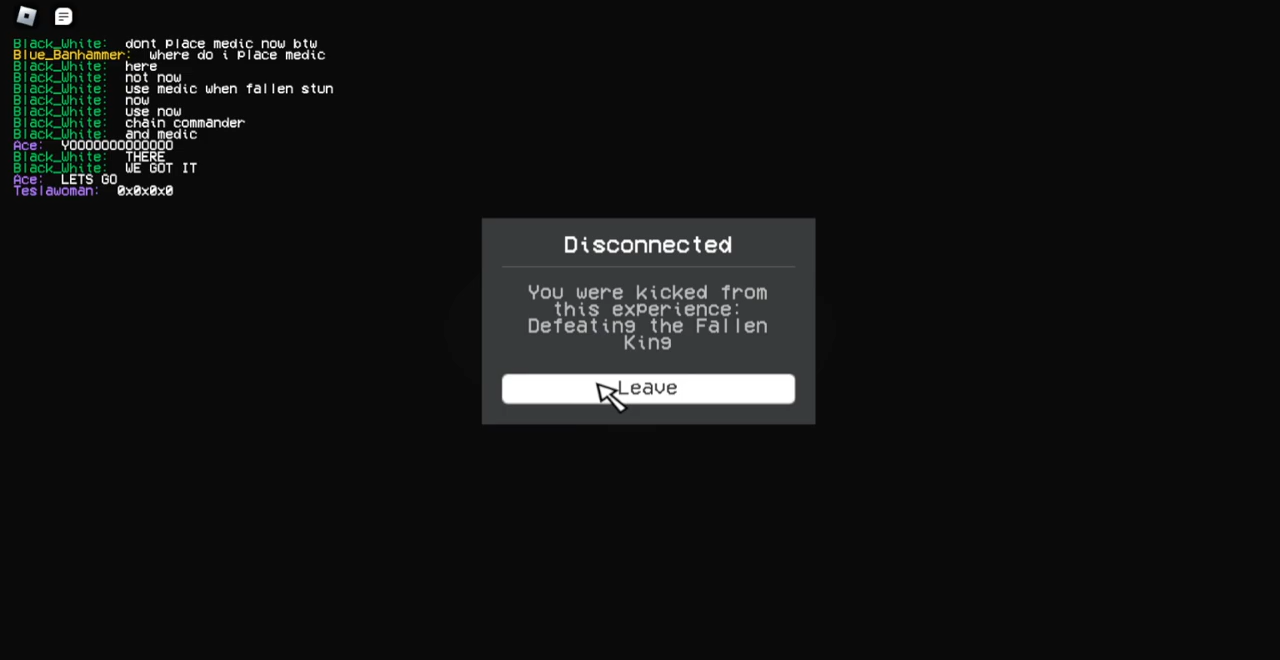 Black_White: dont place medic now btw
Blue_Banhammer: where do i place medic
Black_White: here
Black_White: not now
Black_White: use medic when fallen stun
Black_White: now
Black_White: use now
Black_White: chain commander
Black_White: and medic
Ace: YOOOOOOOOOOOOO
Black_White: THERE
Black_White: WE GOT IT
Ace: LETS GO
Teslawoman: 0x0x0x0
Disconnected
You were kicked from
this experience:
Defeating the Fallen
King
Leave